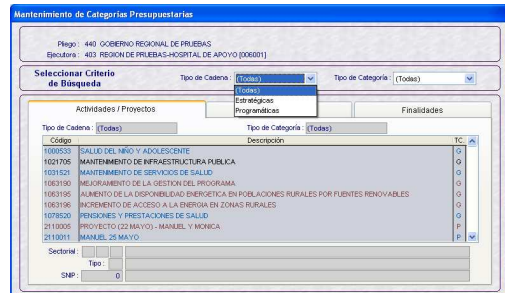 Mantenimiento de Categorías Presupuestarias
Pliego : 440 GOBIERNO REGIONAL DE PRUEBAS
Ejecutora : 403 REGION DE PRUEBAS-HOSPITAL DE APOYO [006001]
Seleccionar Criterio de Búsqueda
Tipo de Cadena : (Todas)
Tipo de Categoría : (Todas)
(Todas)
Estratégicas
Programáticas
Actividades / Proyectos
Finalidades
Tipo de Cadena : (Todas)
Tipo de Categoría : (Todas)
Código Descripción TC.
1000533 SALUD DEL NIÑO Y ADOLESCENTE G
1021705 MANTENIMIENTO DE INFRAESTRUCTURA PUBLICA G
1031521 MANTENIMIENTO DE SERVICIOS DE SALUD G
1063190 MEJORAMIENTO DE LA GESTION DEL PROGRAMA G
1063195 AUMENTO DE LA DISPONIBILIDAD ENERGETICA EN POBLACIONES RURALES POR FUENTES RENOVABLES G
1063196 INCREMENTO DE ACCESO A LA ENERGIA EN ZONAS RURALES G
1078520 PENSIONES Y PRESTACIONES DE SALUD G
2110005 PROYECTO (22 MAYO) - MANUEL Y MONICA P
2110011 MANUEL 25 MAYO P
Sectorial :
Tipo :
SNIP : 0